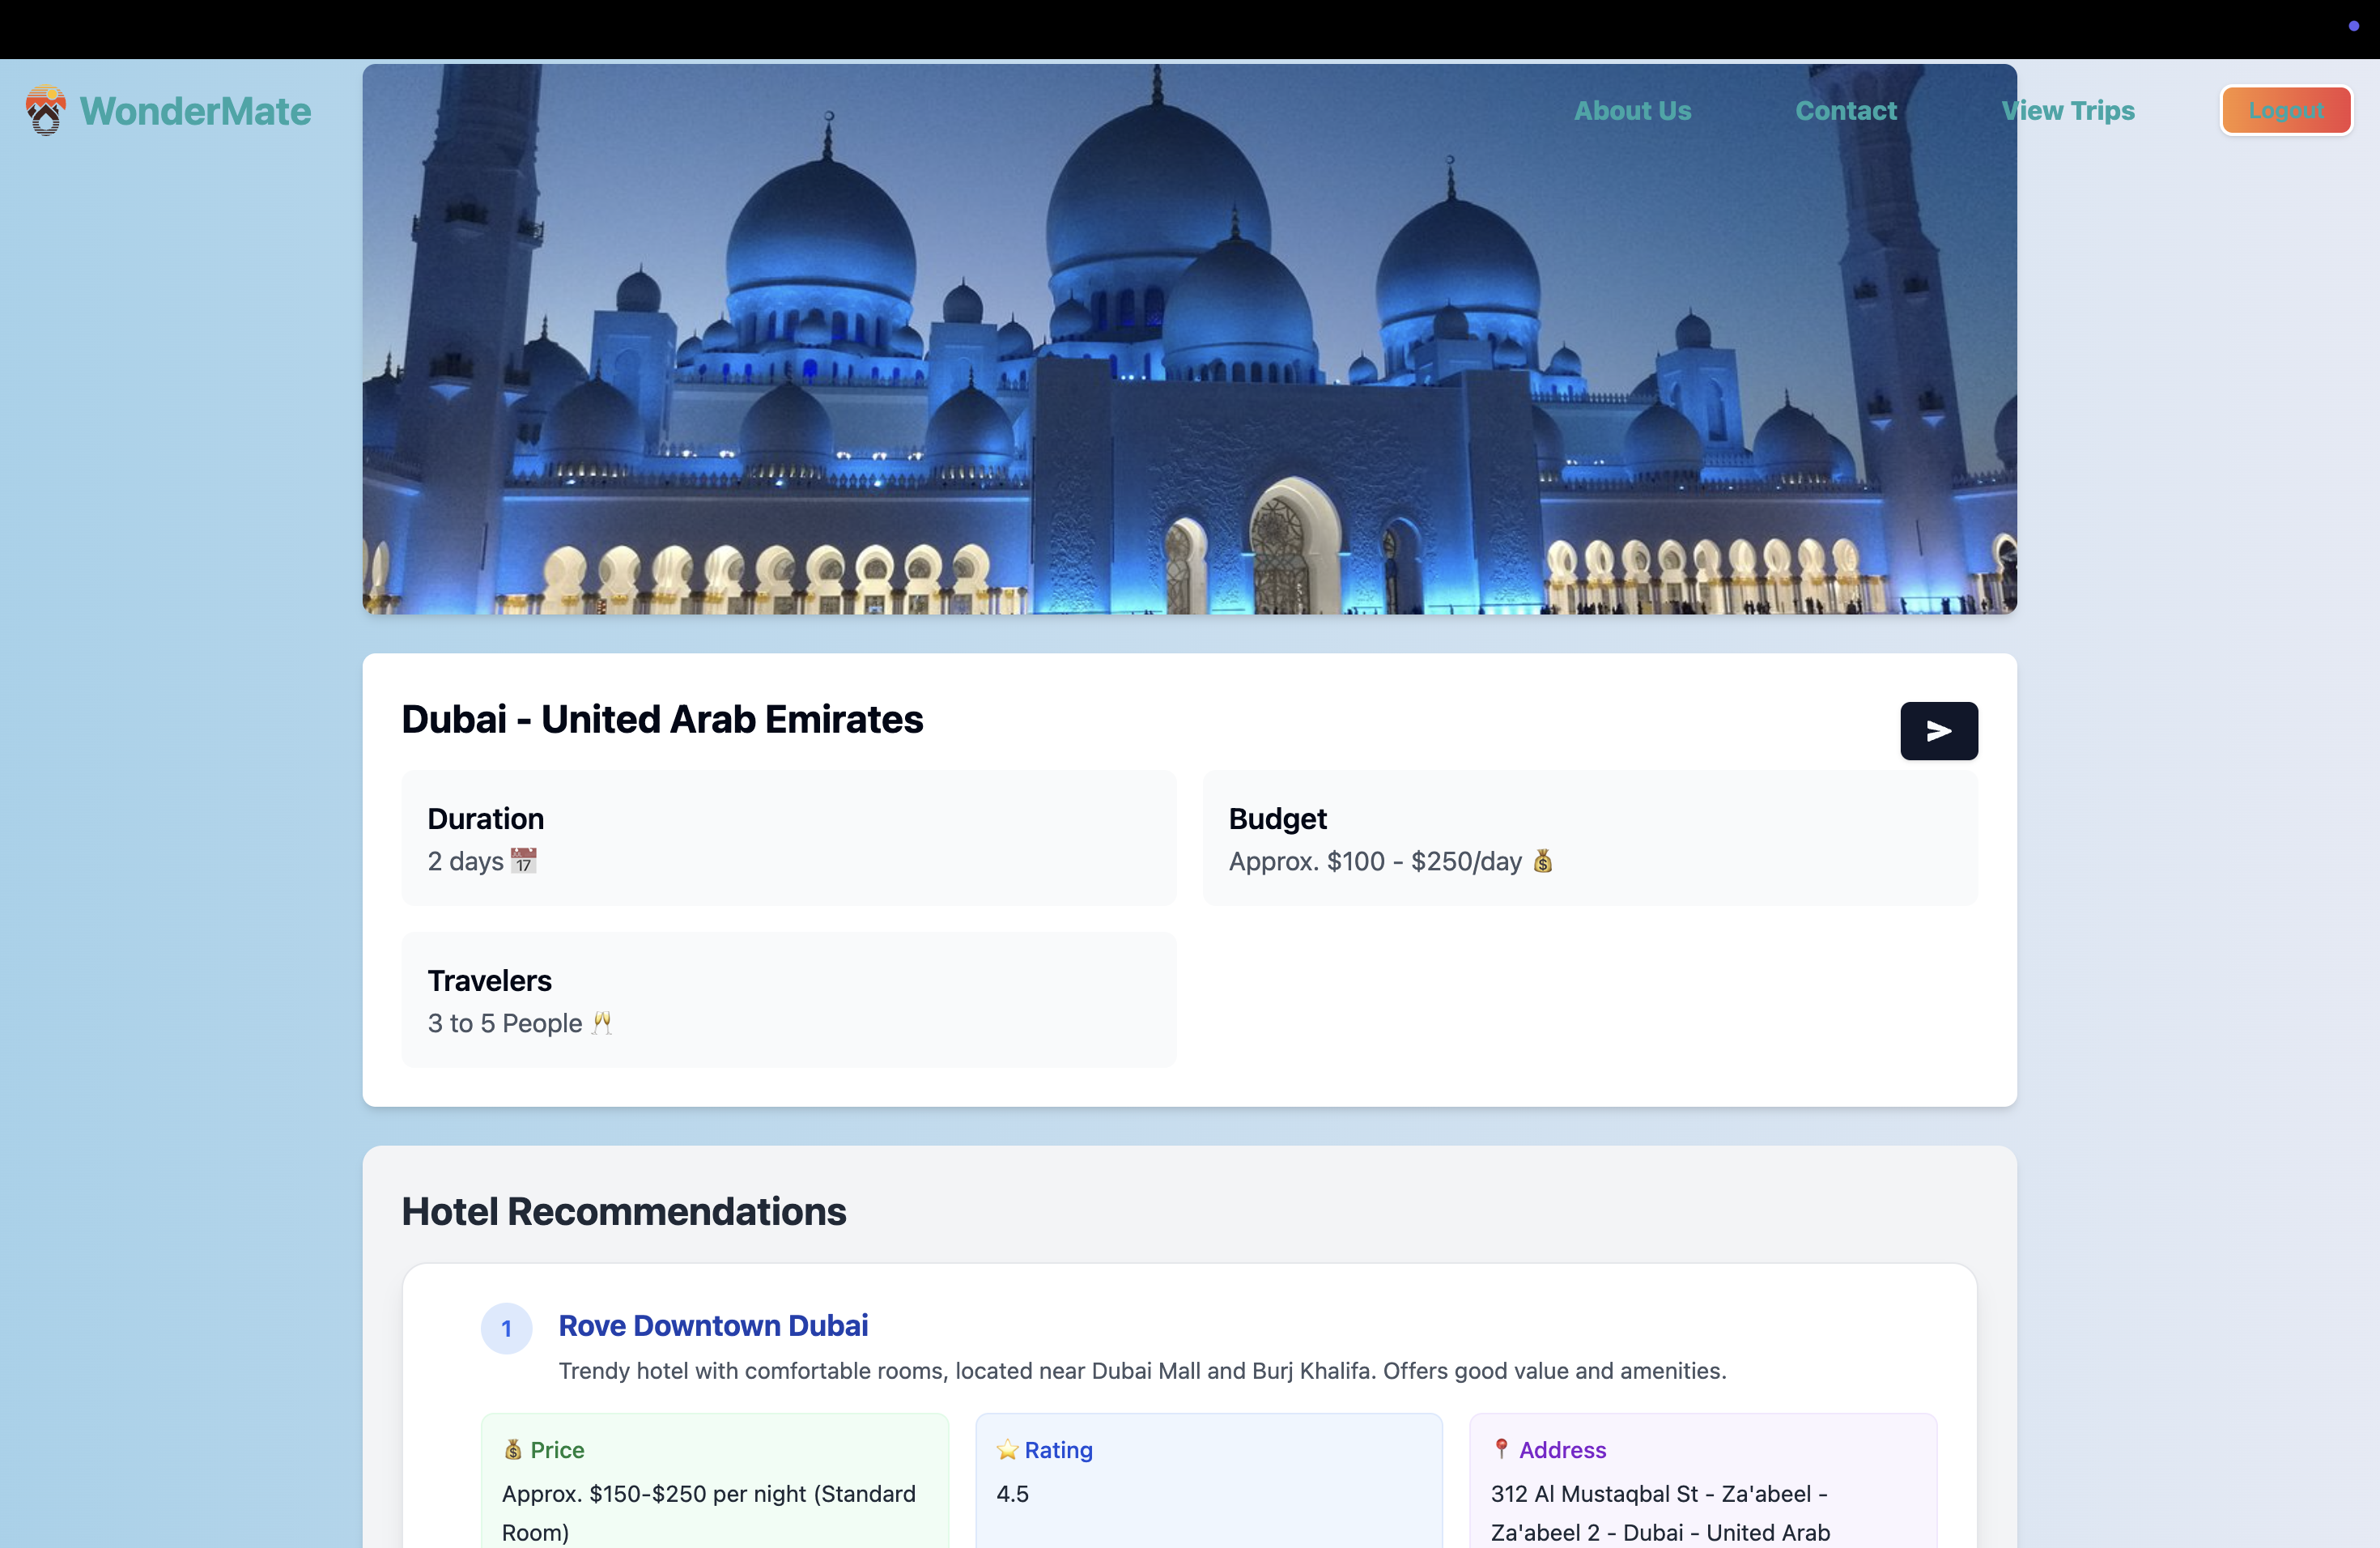 WonderMate
About Us
Contact
View Trips
Logout
Dubai - United Arab Emirates
Duration
2 days 📅
Budget
Approx. $100 - $250/day 💰
Travelers
3 to 5 People 🥂
Hotel Recommendations
1
Rove Downtown Dubai
Trendy hotel with comfortable rooms, located near Dubai Mall and Burj Khalifa. Offers good value and amenities.
💰 Price
Approx. $150-$250 per night (Standard
Room)
⭐ Rating
4.5
📍 Address
312 Al Mustaqbal St - Za'abeel -
Za'abeel 2 - Dubai - United Arab